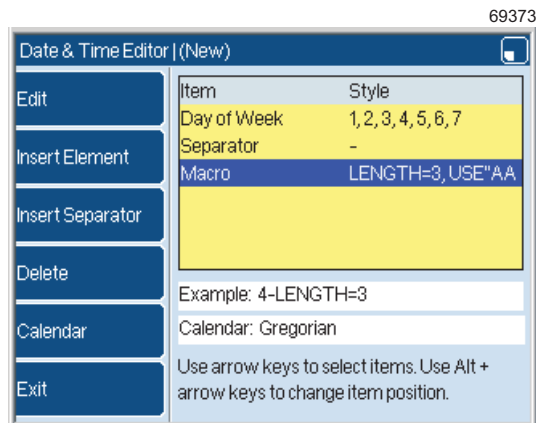 69373
Date & Time Editor | (New)
Edit
Insert Element
Insert Separator
Delete
Calendar
Exit
Item Style
Day of Week 1, 2, 3, 4, 5, 6, 7
Separator -
Macro LENGTH=3, USE"AA
Example: 4-LENGTH=3
Calendar: Gregorian
Use arrow keys to select items. Use Alt +
arrow keys to change item position.